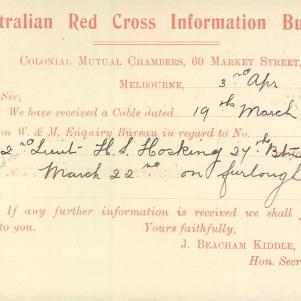 tralian Red Cross Information Bu
Colonial Mutual Chambers, 60 Market Street,
Melbourne, 3rd Apr
Sir,
We have received a Cable dated 19th March
on W. & M. Enquiry Bureau in regard to No.
2nd Lieut H. S. Hosking 24th Btn
March 22nd on furlough
If any further information is received we shall
to you. Yours faithfully,
J. Beacham Kiddle,
Hon. Secr